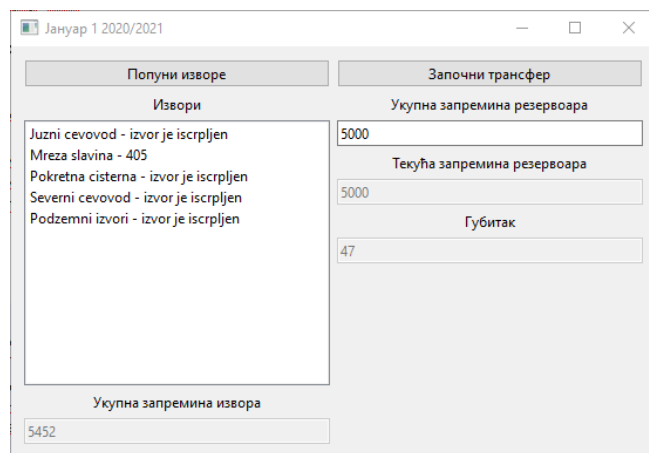 Јануар 1 2020/2021
Попуни изворе
Започни трансфер
Извори
Укупна запремина резервоара
Juzni cevovod - izvor je iscrpljen
Mreza slavina - 405
Pokretna cisterna - izvor je iscrpljen
Severni cevovod - izvor je iscrpljen
Podzemni izvori - izvor je iscrpljen
5000
Текућа запремина резервоара
5000
Губитак
47
Укупна запремина извора
5452